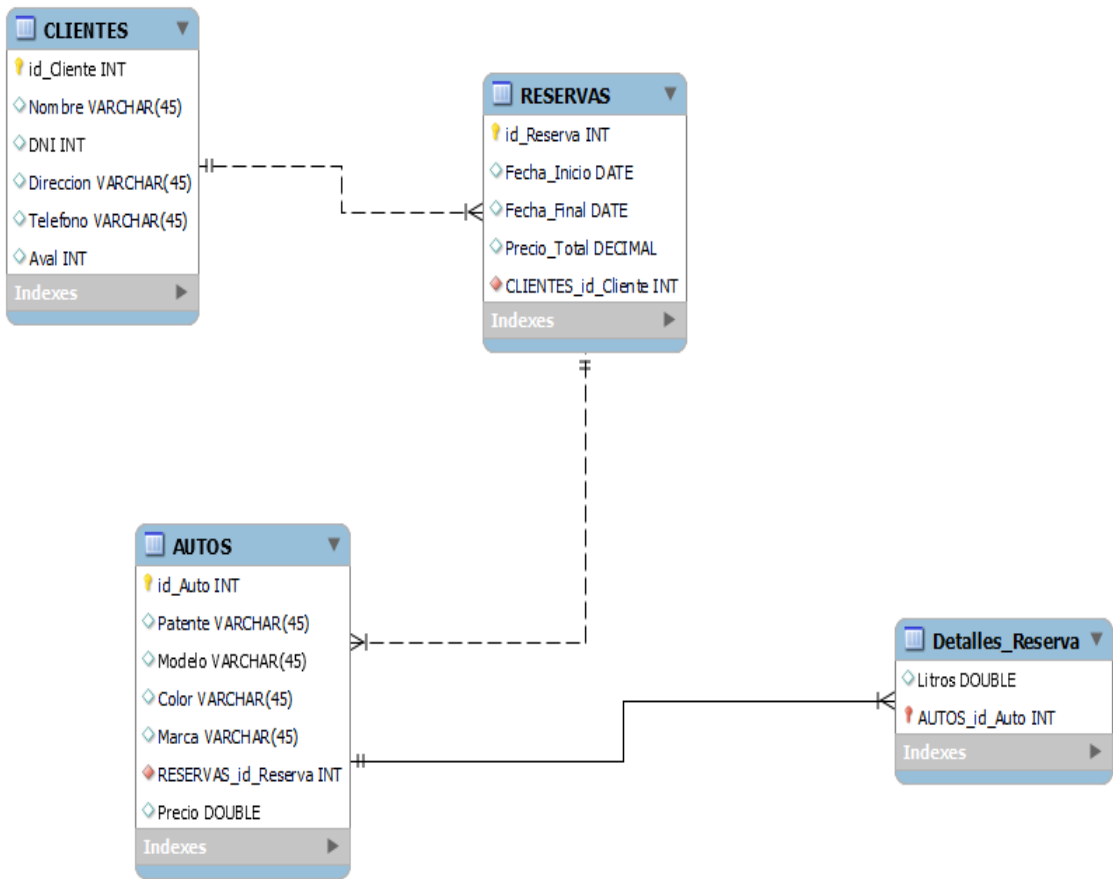 CLIENTES
id_Cliente INT
Nombre VARCHAR(45)
DNI INT
Direccion VARCHAR(45)
Telefono VARCHAR(45)
Aval INT
Indexes
RESERVAS
id_Reserva INT
Fecha_Inicio DATE
Fecha_Final DATE
Precio_Total DECIMAL
CLIENTES_id_Cliente INT
Indexes
AUTOS
id_Auto INT
Patente VARCHAR(45)
Modelo VARCHAR(45)
Color VARCHAR(45)
Marca VARCHAR(45)
RESERVAS_id_Reserva INT
Precio DOUBLE
Indexes
Detalles_Reserva
Litros DOUBLE
AUTOS_id_Auto INT
Indexes